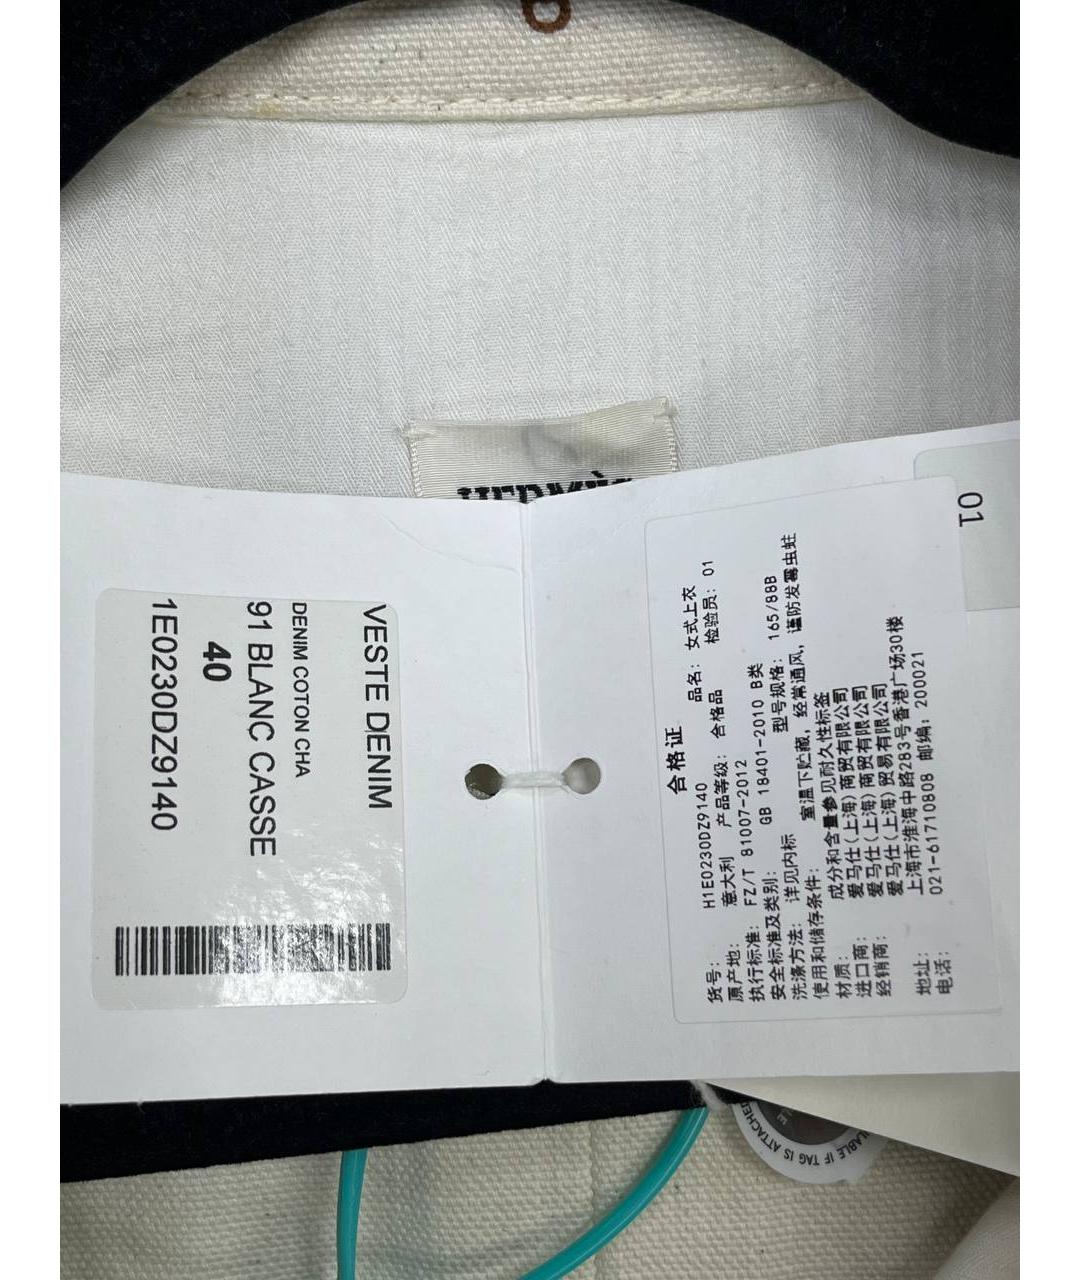 VESTE DENIM
DENIM COTON CHA
91 BLANC CASSE
40
1E0230DZ9140
合格证
货号： H1E0230DZ9140 品名： 女式上衣
原产地： 意大利 产品等级： 合格品 检验员：01
执行标准： FZ/T 81007-2012
安全标准及类别： GB 18401-2010 B类
洗涤方法： 详见内标 型号规格： 165/88B
使用和储存条件： 室温下贮藏，经常通风，谨防发霉虫蛀
材质： 成分和含量参见耐久性标签
进口商： 爱马仕(上海)商贸有限公司
经销商： 爱马仕(上海)商贸有限公司
爱马仕(上海)贸易有限公司
地址： 上海市淮海中路283号香港广场30楼
电话： 021-61710808 邮编：200021
01
LABLE IF TAG IS ATTACHED